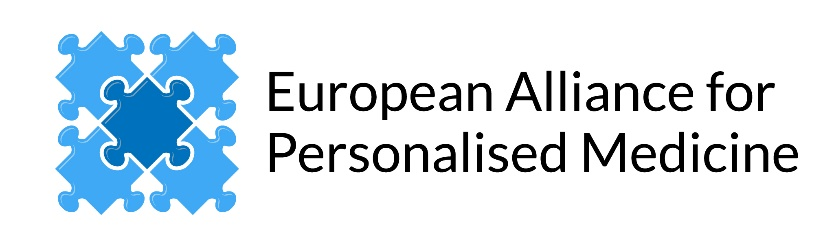 European Alliance for
Personalised Medicine